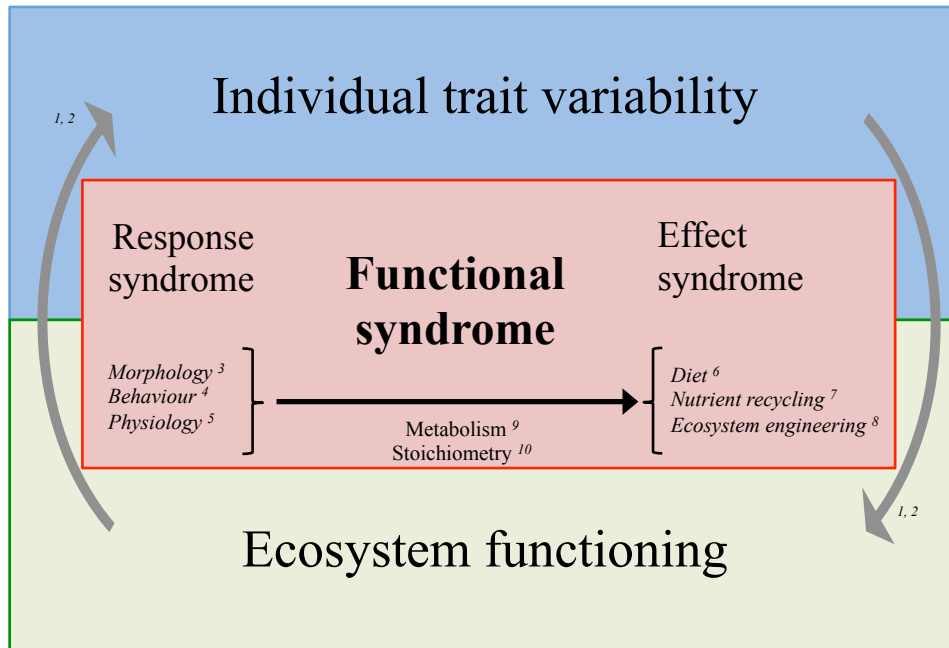 Individual trait variability
1, 2
Response
syndrome
Functional
syndrome
Effect
syndrome
Morphology 3
Behaviour 4
Physiology 5
Metabolism 9
Stoichiometry 10
Diet 6
Nutrient recycling 7
Ecosystem engineering 8
1, 2
Ecosystem functioning